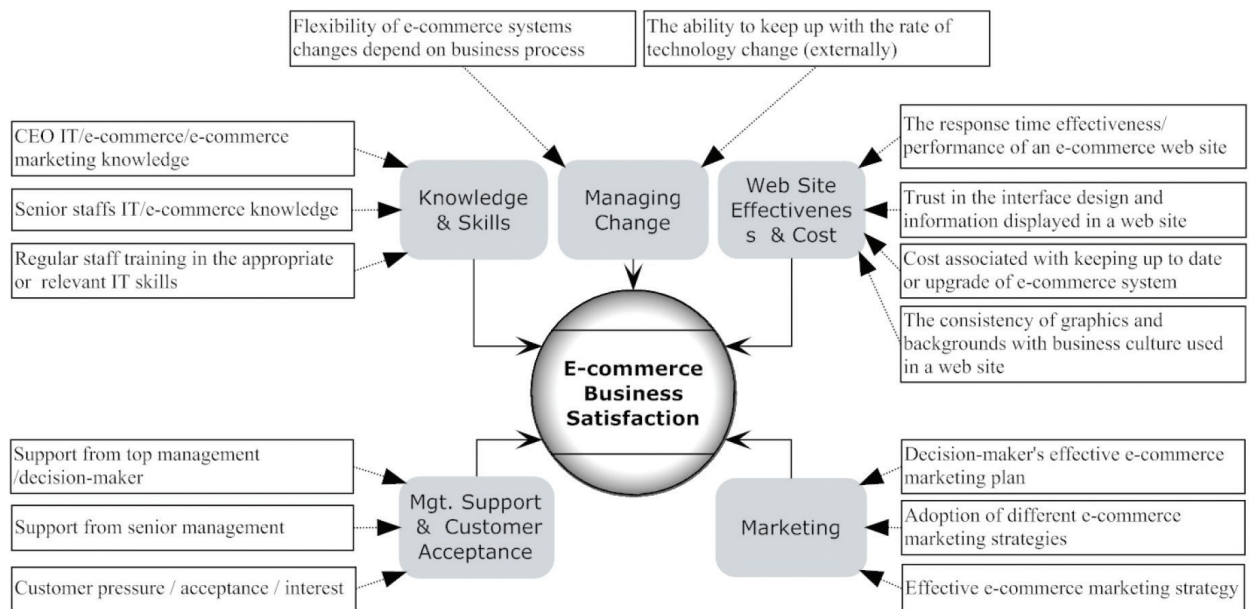 Flexibility of e-commerce systems
changes depend on business process
The ability to keep up with the rate of
technology change (externally)
CEO IT/e-commerce/e-commerce
marketing knowledge
Senior staffs IT/e-commerce knowledge
Regular staff training in the appropriate
or relevant IT skills
Knowledge
& Skills
Managing
Change
Web Site
Effectivenes
s & Cost
The response time effectiveness/
performance of an e-commerce web site
Trust in the interface design and
information displayed in a web site
Cost associated with keeping up to date
or upgrade of e-commerce system
The consistency of graphics and
backgrounds with business culture used
in a web site
E-commerce
Business
Satisfaction
Support from top management
/decision-maker
Support from senior management
Customer pressure / acceptance / interest
Mgt. Support
& Customer
Acceptance
Marketing
Decision-maker's effective e-commerce
marketing plan
Adoption of different e-commerce
marketing strategies
Effective e-commerce marketing strategy